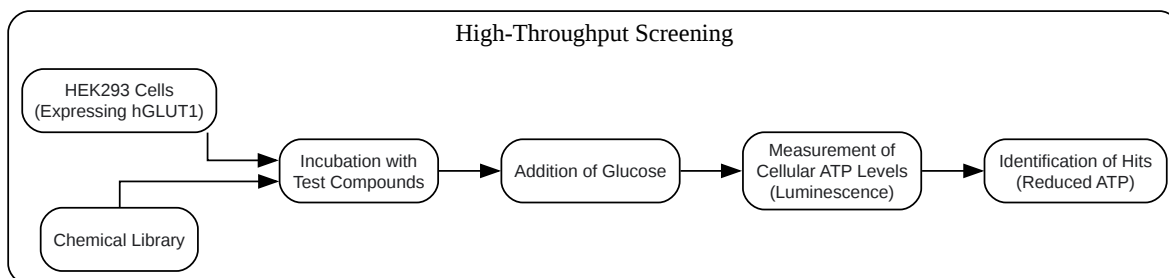 High-Throughput Screening
HEK293 Cells
(Expressing hGLUT1)
Chemical Library
Incubation with
Test Compounds
Addition of Glucose
Measurement of
Cellular ATP Levels
(Luminescence)
Identification of Hits
(Reduced ATP)